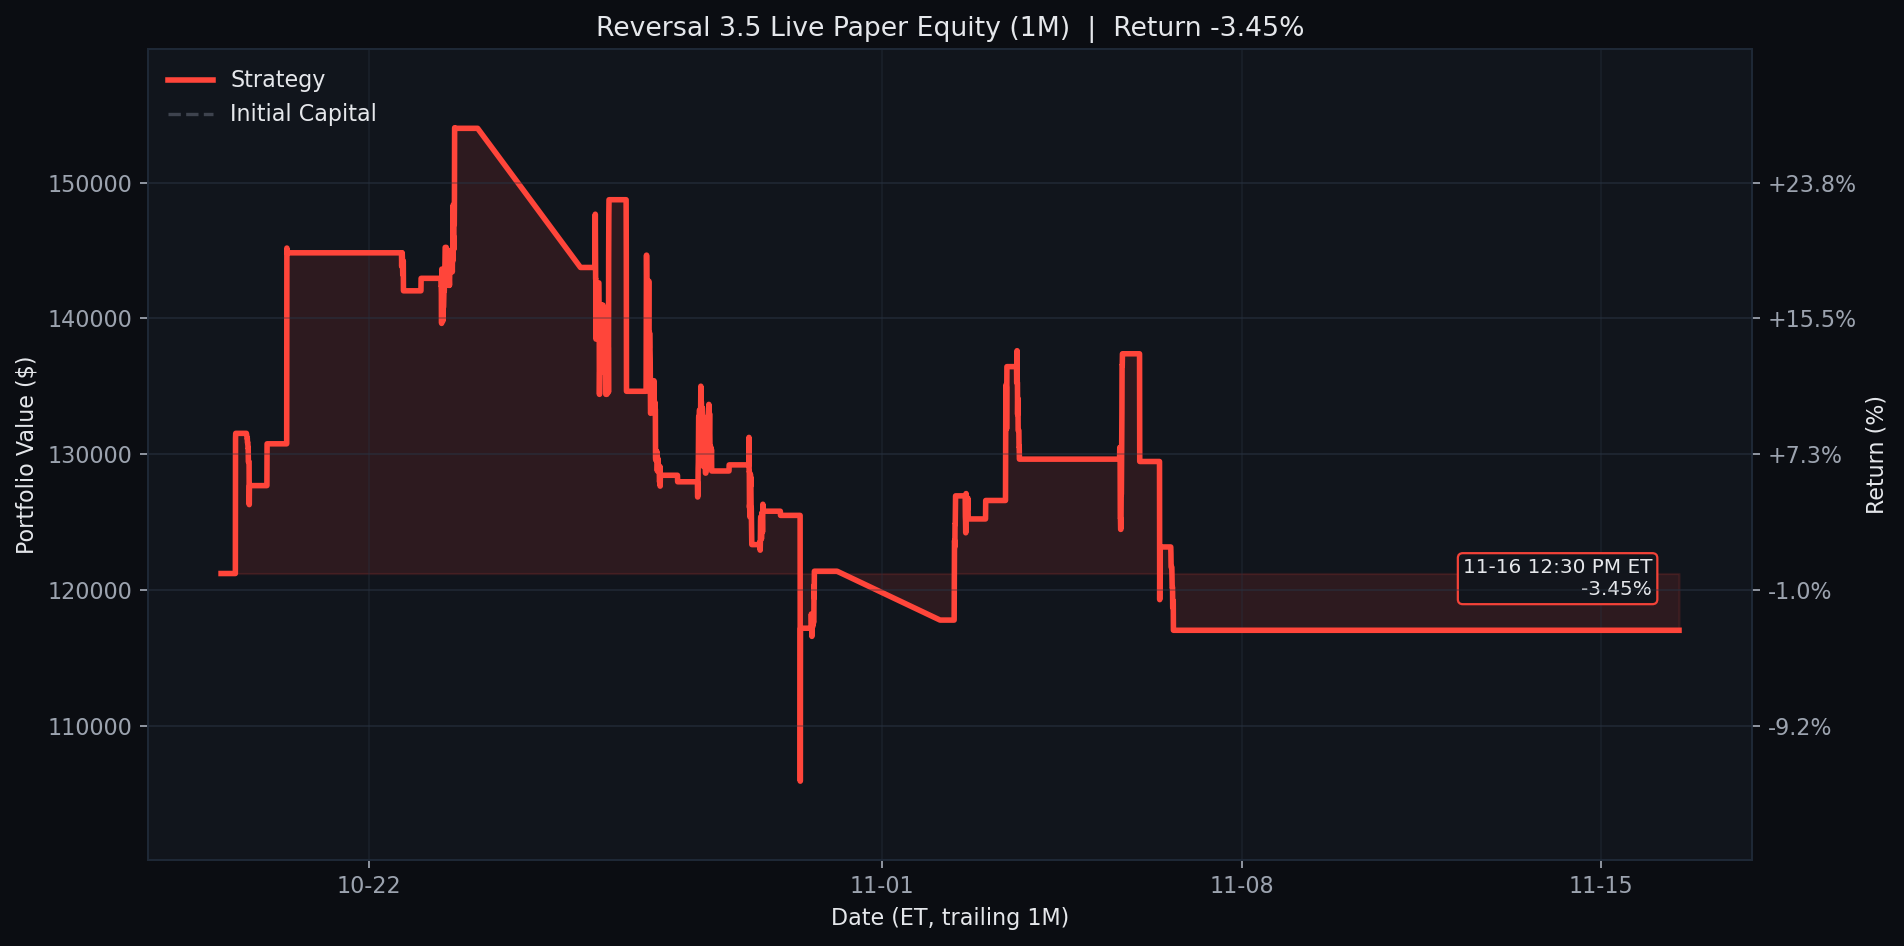 Reversal 3.5 Live Paper Equity (1M)  |  Return -3.45%
Strategy
Initial Capital
150000
140000
130000
120000
110000
Portfolio Value ($)
+23.8%
+15.5%
+7.3%
-1.0%
-9.2%
Return (%)
11-16 12:30 PM ET
-3.45%
10-22
11-01
11-08
11-15
Date (ET, trailing 1M)